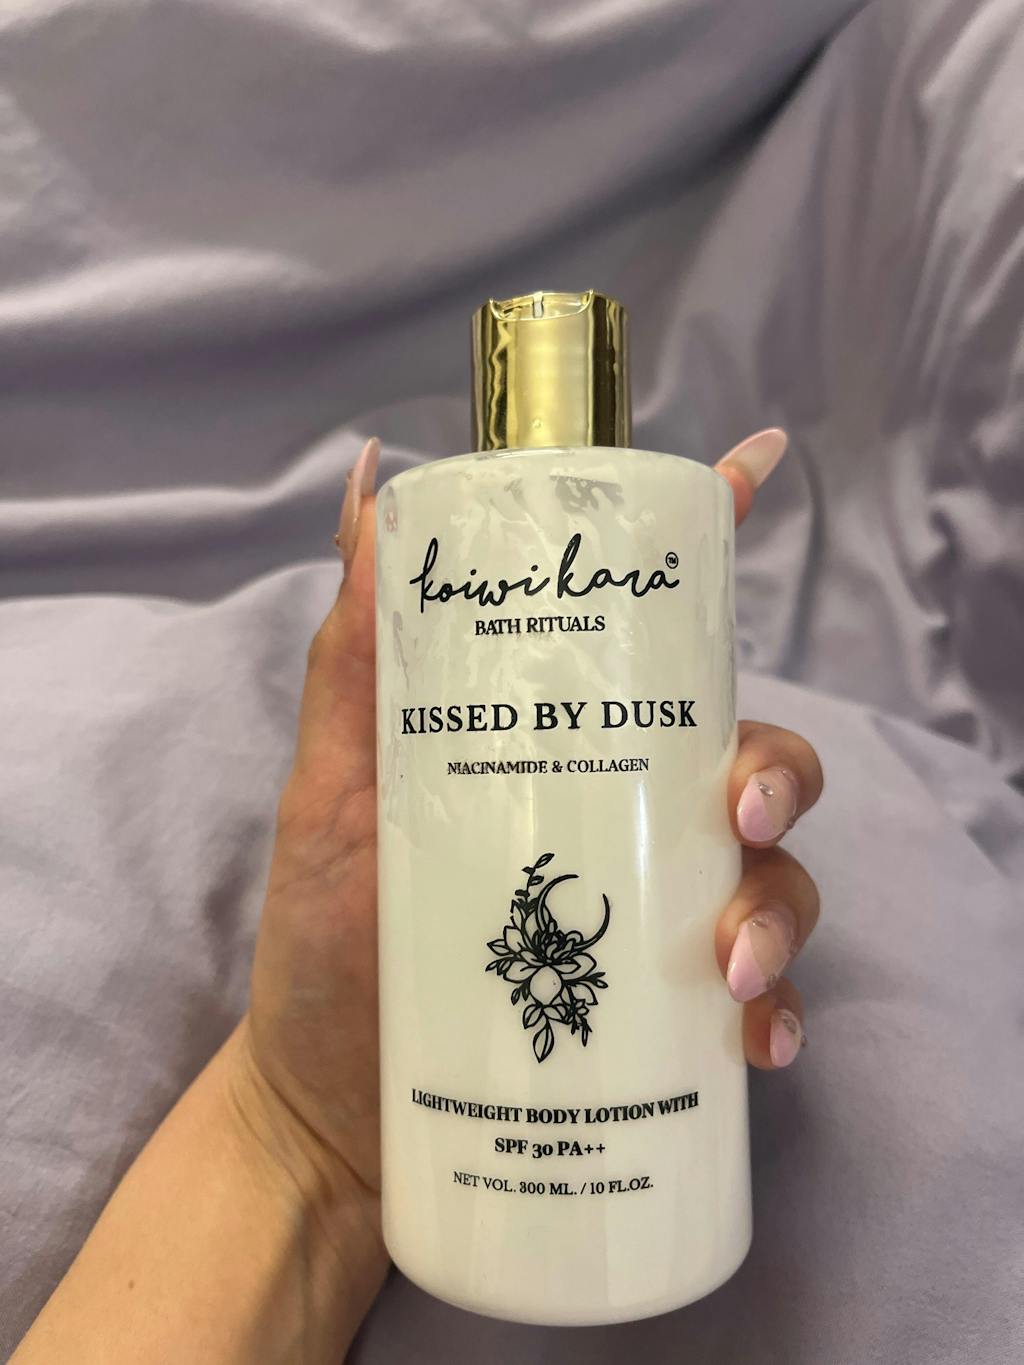 koiwi kara™
BATH RITUALS
KISSED BY DUSK
NIACINAMIDE & COLLAGEN
LIGHTWEIGHT BODY LOTION WITH
SPF 30 PA++
NET VOL. 300 ML. / 10 FL.OZ.